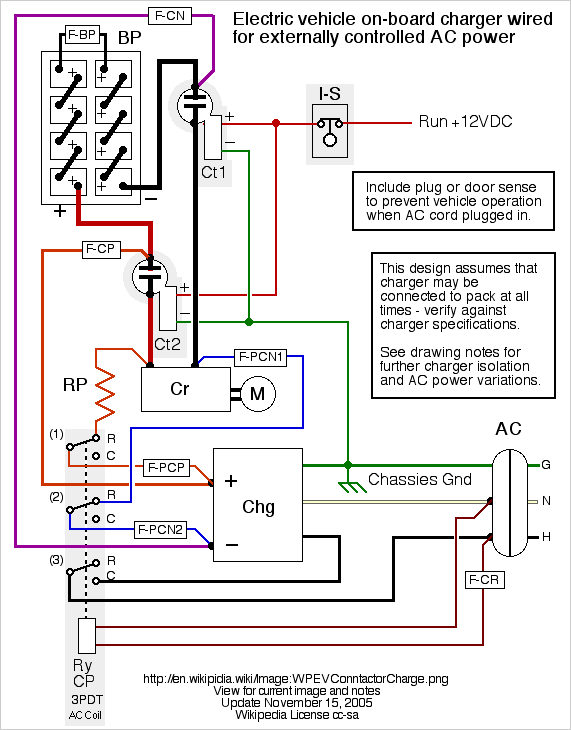 F-CN
Electric vehicle on-board charger wired
for externally controlled AC power
F-BP
BP
I-S
Run +12VDC
+
−
Ct1
+
−
Include plug or door sense
to prevent vehicle operation
when AC cord plugged in.
F-CP
+
−
Ct2
This design assumes that
charger may be
connected to pack at all
times - verify against
charger specifications.
See drawing notes for
further charger isolation
and AC power variations.
F-PCN1
RP
Cr
M
(1)
R
C
F-PCP
AC
+
Chg
−
Chassies Gnd
G
N
H
(2)
R
C
F-PCN2
(3)
R
C
F-CR
Ry
CP
3PDT
AC Coil
http://en.wikipidia.wiki/Image:WPEVConntactorCharge.png
View for current image and notes
Update November 15, 2005
Wikipedia License cc-sa